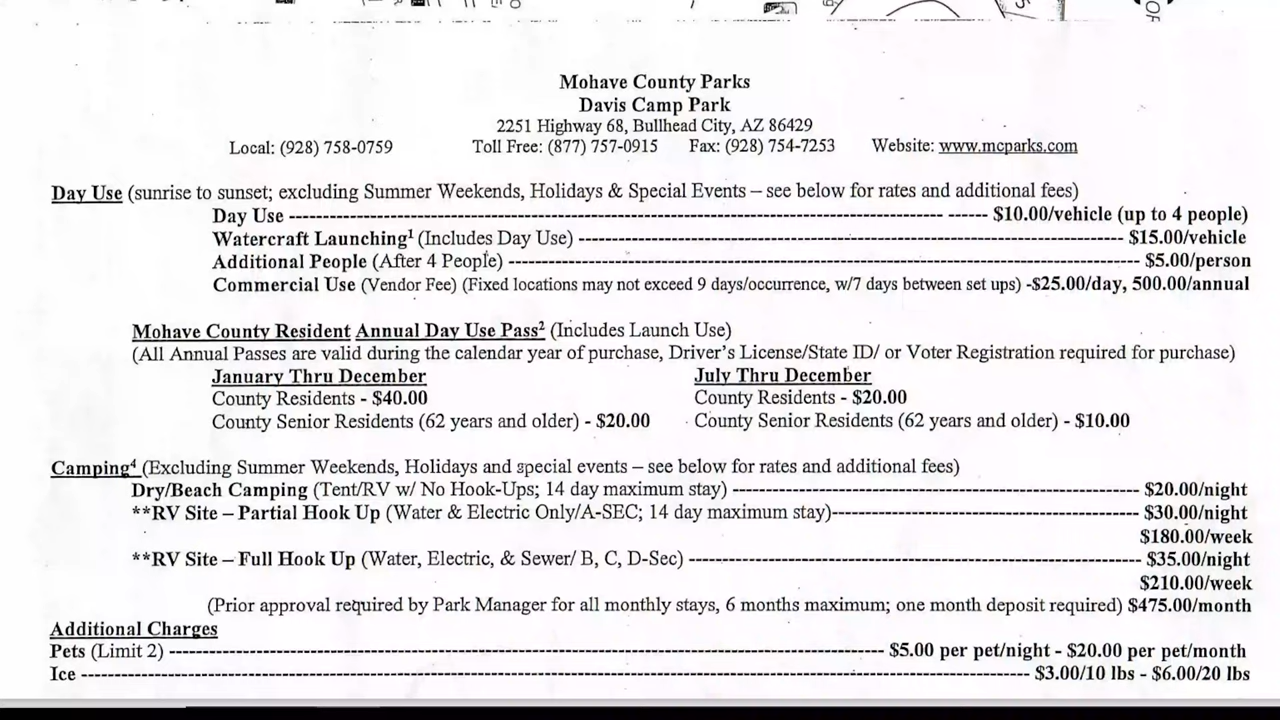 Mohave County Parks
Davis Camp Park
2251 Highway 68, Bullhead City, AZ 86429
Local: (928) 758-0759 Toll Free: (877) 757-0915 Fax: (928) 754-7253 Website: www.mcparks.com
Day Use (sunrise to sunset; excluding Summer Weekends, Holidays & Special Events – see below for rates and additional fees)
Day Use ---------------------------------------- ------ $10.00/vehicle (up to 4 people)
Watercraft Launching¹ (Includes Day Use) ---------------------------------------- $15.00/vehicle
Additional People (After 4 People) ---------------------------------------- $5.00/person
Commercial Use (Vendor Fee) (Fixed locations may not exceed 9 days/occurrence, w/7 days between set ups) -$25.00/day, 500.00/annual
Mohave County Resident Annual Day Use Pass² (Includes Launch Use)
(All Annual Passes are valid during the calendar year of purchase, Driver's License/State ID/ or Voter Registration required for purchase)
January Thru December July Thru December
County Residents - $40.00 County Residents - $20.00
County Senior Residents (62 years and older) - $20.00 County Senior Residents (62 years and older) - $10.00
Camping⁴ (Excluding Summer Weekends, Holidays and special events – see below for rates and additional fees)
Dry/Beach Camping (Tent/RV w/ No Hook-Ups; 14 day maximum stay) ---------------------------------------- $20.00/night
**RV Site – Partial Hook Up (Water & Electric Only/A-SEC; 14 day maximum stay)---------------------------------------- $30.00/night
$180.00/week
**RV Site – Full Hook Up (Water, Electric, & Sewer/ B, C, D-Sec) ---------------------------------------- $35.00/night
$210.00/week
(Prior approval required by Park Manager for all monthly stays, 6 months maximum; one month deposit required) $475.00/month
Additional Charges
Pets (Limit 2) ---------------------------------------- $5.00 per pet/night - $20.00 per pet/month
Ice ---------------------------------------- $3.00/10 lbs - $6.00/20 lbs